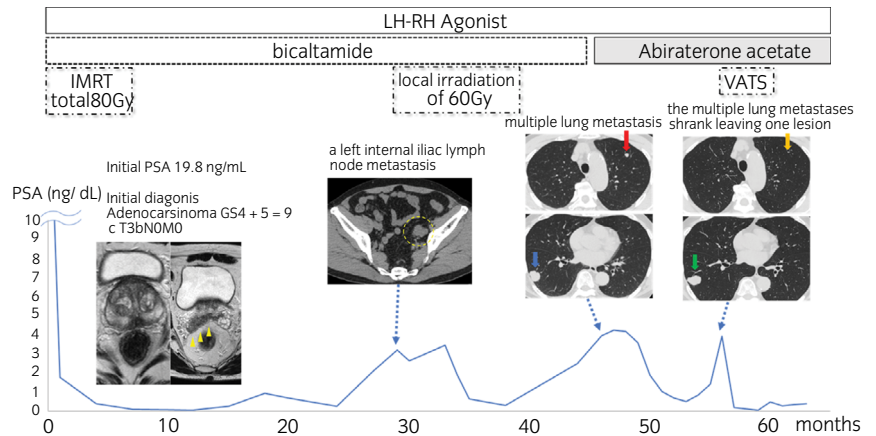 LH-RH Agonist
bicaltamide
Abiraterone acetate
IMRT
total80Gy
local irradiation
of 60Gy
VATS
multiple lung metastasis
the multiple lung metastases
shrank leaving one lesion
a left internal iliac lymph
node metastasis
Initial PSA 19.8 ng/mL
Initial diagonis
Adenocarsinoma GS4 + 5 = 9
c T3bN0M0
PSA (ng/ dL)
10
9
8
7
6
5
4
3
2
1
0
0 10 20 30 40 50 60 months